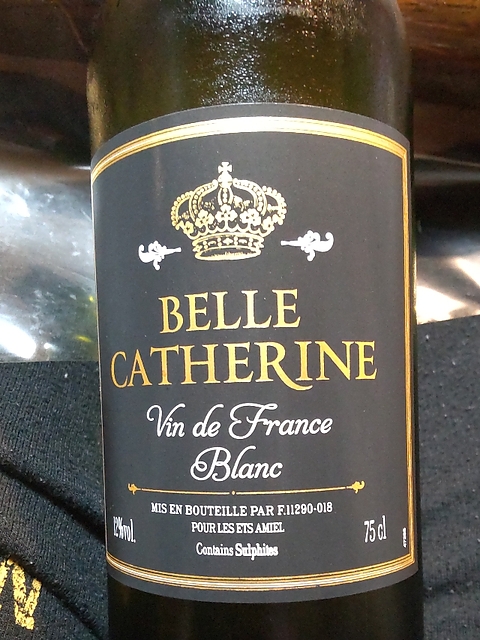 BELLE
CATHERINE
Vin de France
Blanc
MIS EN BOUTEILLE PAR F.11290-018
POUR LES ETS AMIEL
12%vol.
75 cl
Contains Sulphites